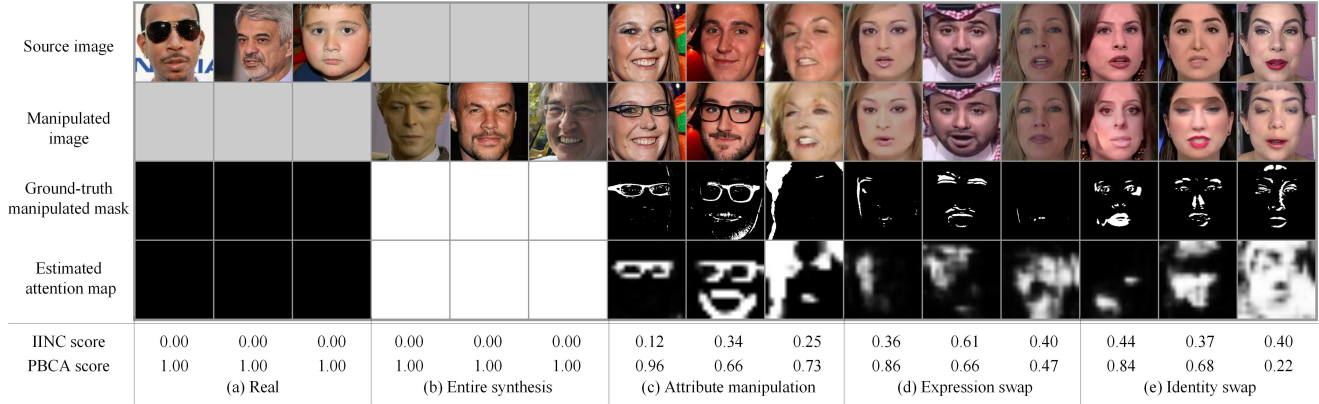 Source image
Manipulated
image
Ground-truth
manipulated mask
Estimated
attention map
IINC score 0.00 0.00 0.00 0.00 0.00 0.00 0.12 0.34 0.25 0.36 0.61 0.40 0.44 0.37 0.40
PBCA score 1.00 1.00 1.00 1.00 1.00 1.00 0.96 0.66 0.73 0.86 0.66 0.47 0.84 0.68 0.22
(a) Real (b) Entire synthesis (c) Attribute manipulation (d) Expression swap (e) Identity swap